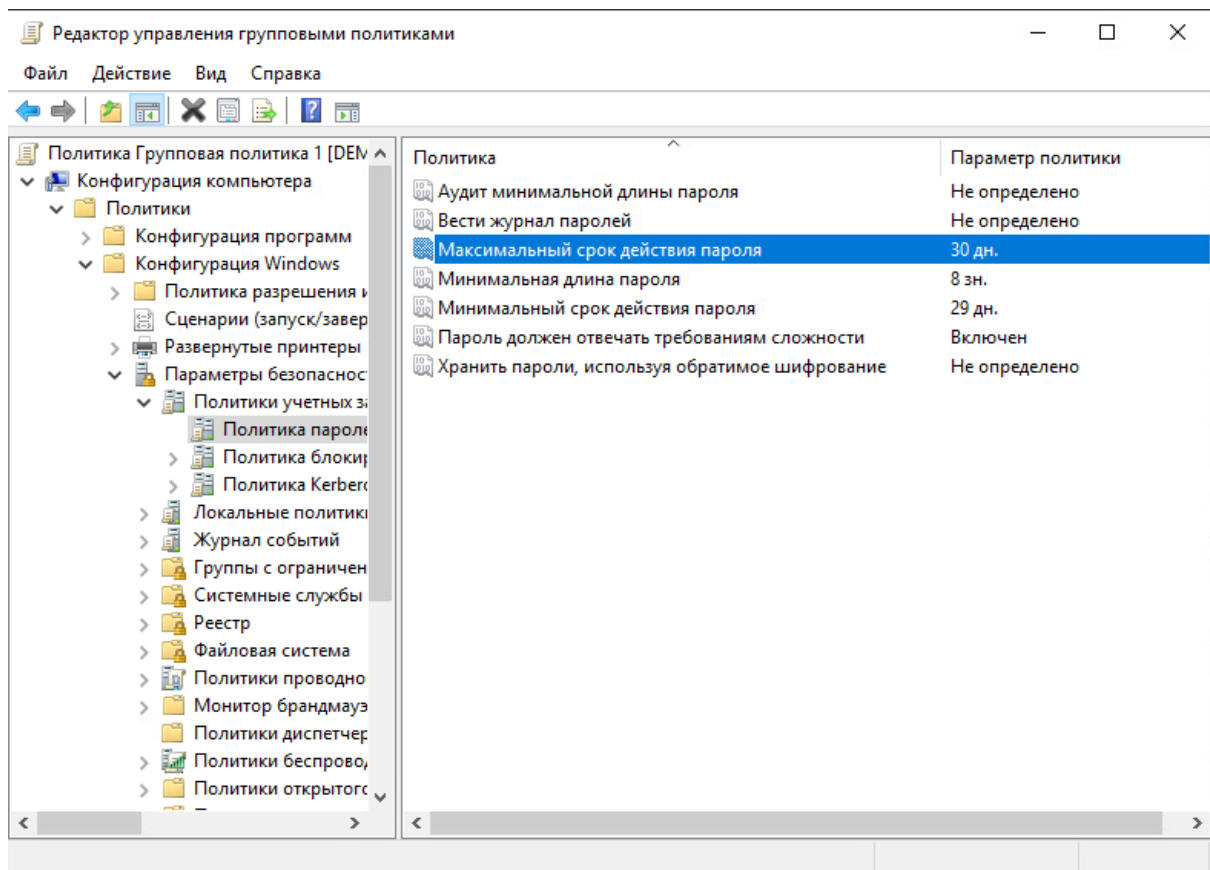 Редактор управления групповыми политиками
Файл Действие Вид Справка
Политика Групповая политика 1 [DEM
Конфигурация компьютера
Политики
Конфигурация программ
Конфигурация Windows
Политика разрешения и
Сценарии (запуск/завер
Развернутые принтеры
Параметры безопаснос
Политики учетных за
Политика пароле
Политика блокир
Политика Kerbero
Локальные политики
Журнал событий
Группы с ограничен
Системные службы
Реестр
Файловая система
Политики проводно
Монитор брандмауэ
Политики диспетчер
Политики беспровод
Политики открытого
Политика Параметр политики
Аудит минимальной длины пароля Не определено
Вести журнал паролей Не определено
Максимальный срок действия пароля 30 дн.
Минимальная длина пароля 8 зн.
Минимальный срок действия пароля 29 дн.
Пароль должен отвечать требованиям сложности Включен
Хранить пароли, используя обратимое шифрование Не определено